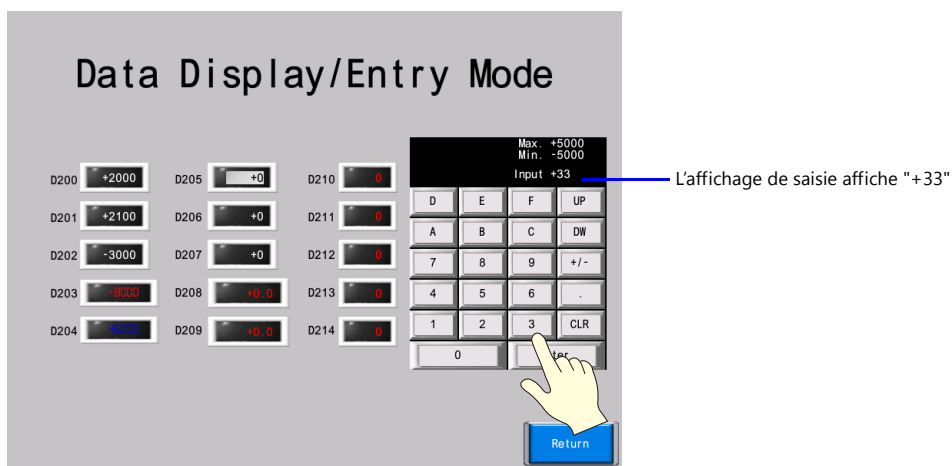 Data Display/Entry Mode
Max. +5000
Min. -5000
Input +33
L'affichage de saisie affiche "+33"
D200 +2000 D205 +0 D210 0
D201 +2100 D206 +0 D211 0
D202 -3000 D207 +0 D212 0
D203 -8000 D208 +0.0 D213 0
D204 D209 +0.0 D214 0
D E F UP
A B C DW
7 8 9 +/-
4 5 6 .
1 2 3 CLR
0
Return